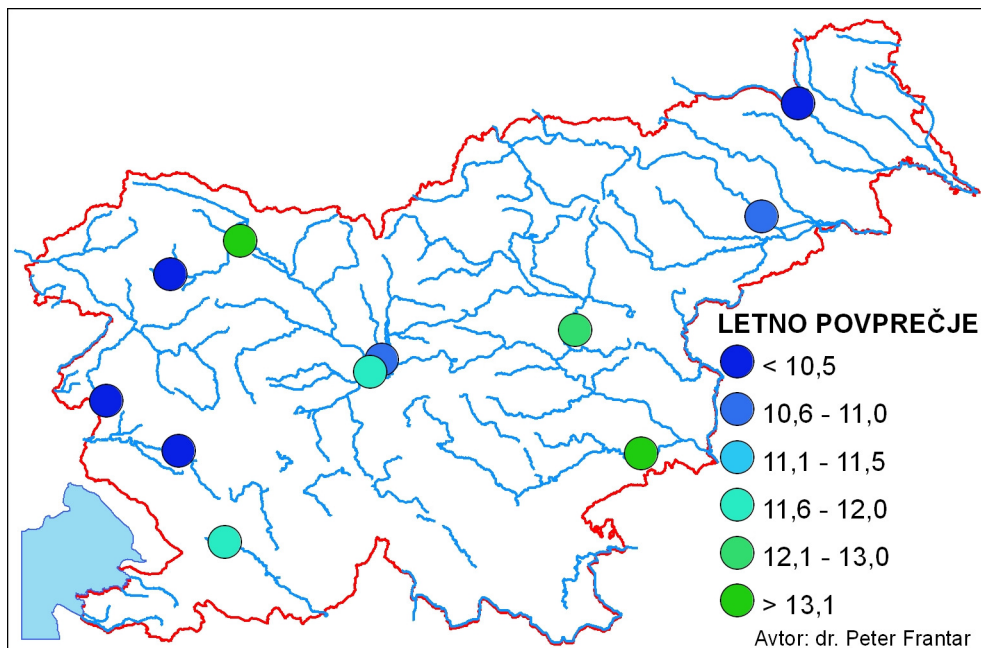 LETNO POVPREČJE
< 10,5
10,6 - 11,0
11,1 - 11,5
11,6 - 12,0
12,1 - 13,0
> 13,1
Avtor: dr. Peter Frantar